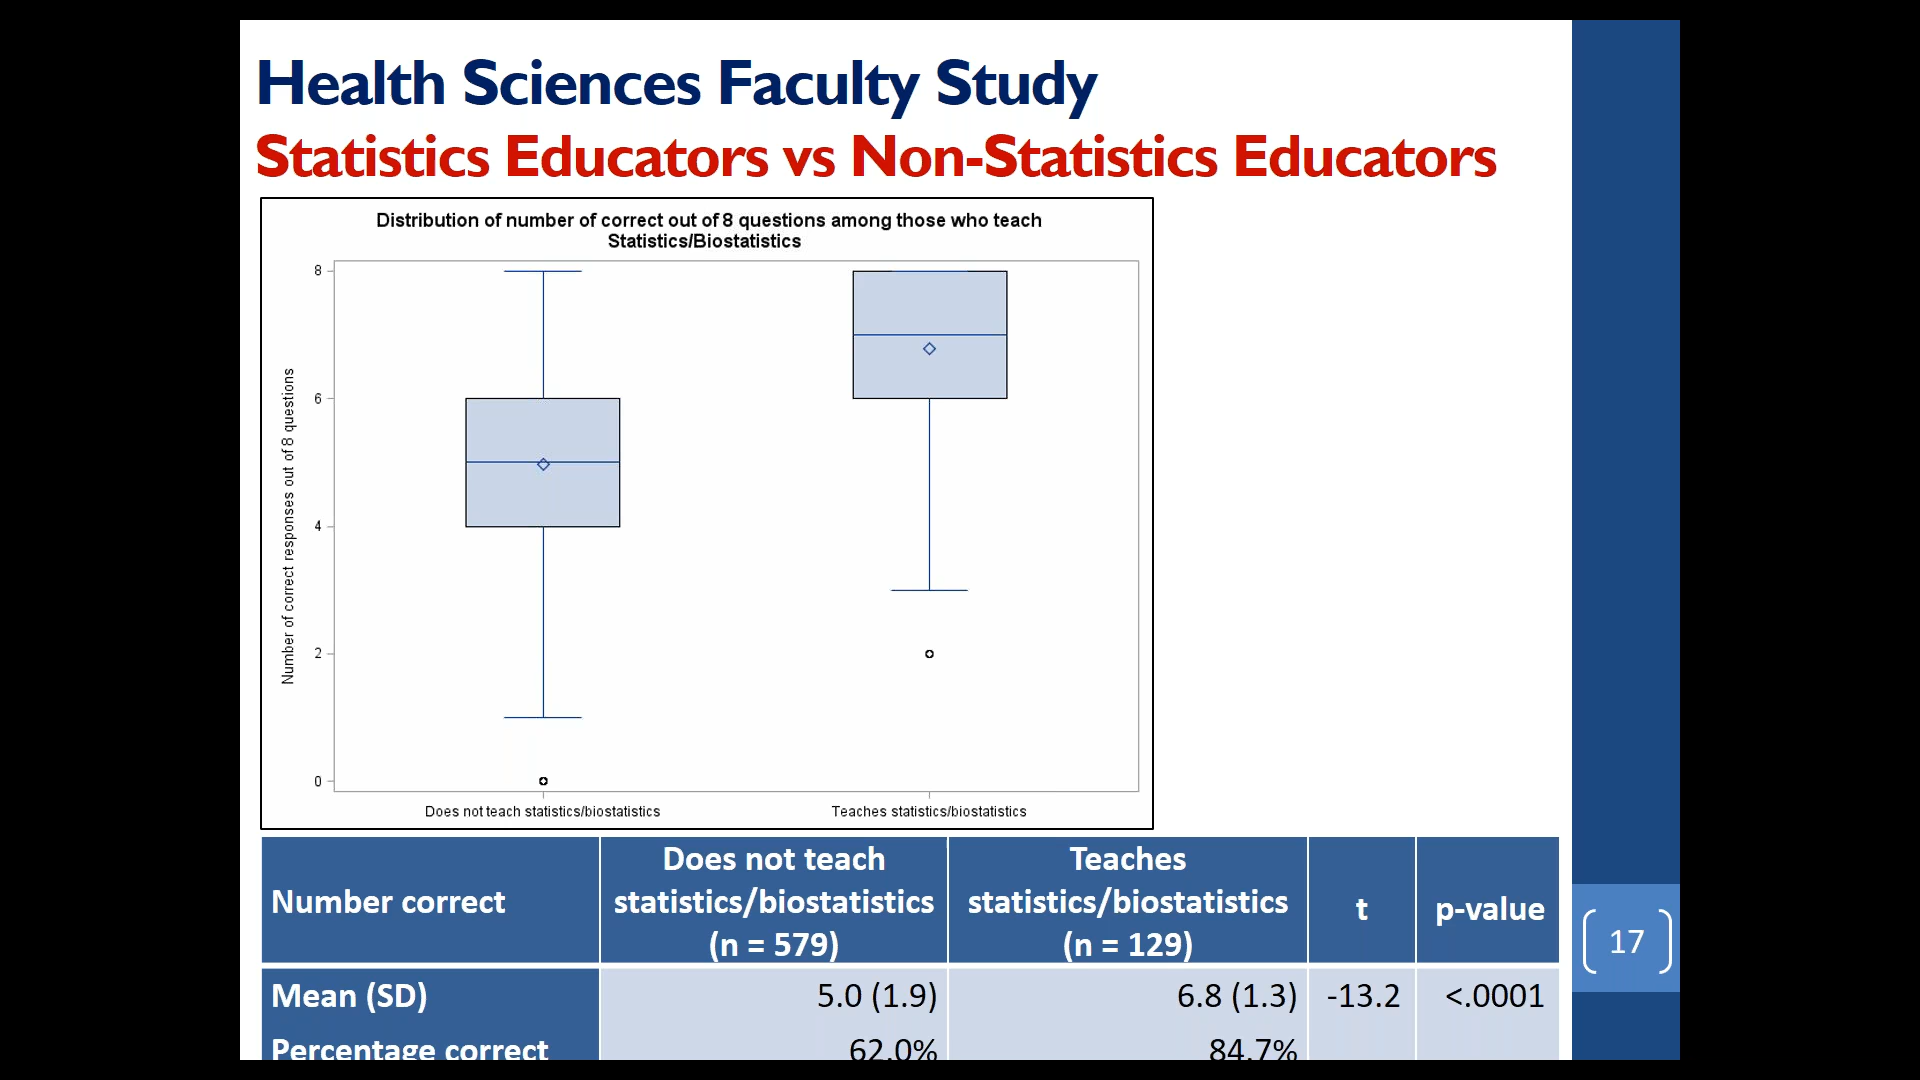 Health Sciences Faculty Study
Statistics Educators vs Non-Statistics Educators
Distribution of number of correct out of 8 questions among those who teach
Statistics/Biostatistics
Number of correct responses out of 8 questions
8
6
4
2
0
Does not teach statistics/biostatistics
Teaches statistics/biostatistics
Number correct
Does not teach
statistics/biostatistics
(n = 579)
Teaches
statistics/biostatistics
(n = 129)
t
p-value
Mean (SD)
5.0 (1.9)
6.8 (1.3)
-13.2
<.0001
Percentage correct
62.0%
84.7%
17